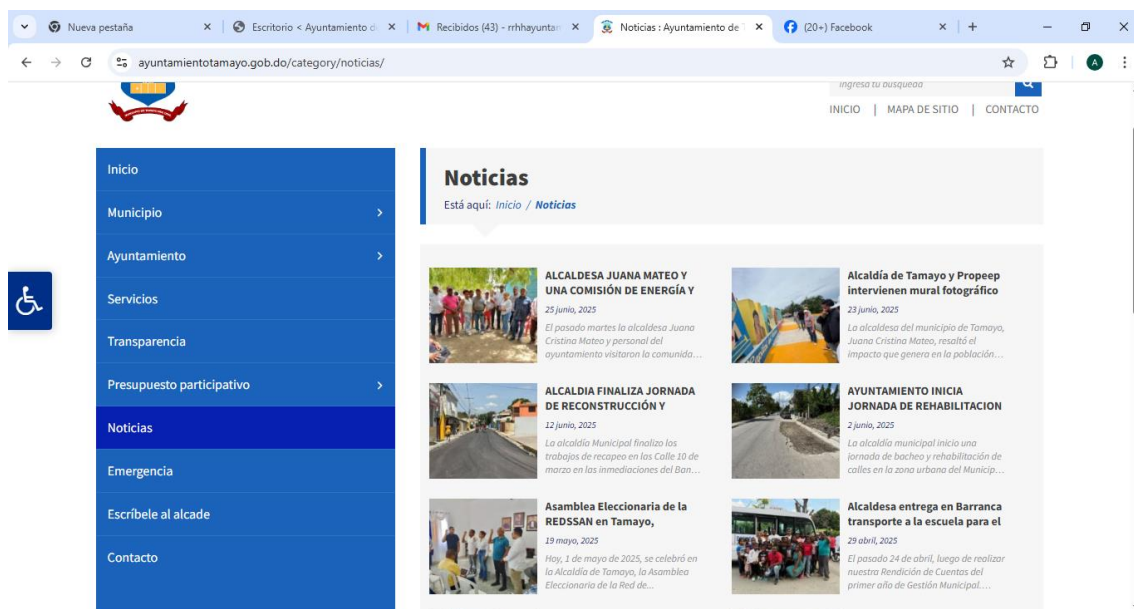 Nueva pestaña
Escritorio < Ayuntamiento d
Recibidos (43) - rrhhayuntan
Noticias : Ayuntamiento de T
(20+) Facebook
ayuntamientotamayo.gob.do/category/noticias/
A
Ingresa tu búsqueda
INICIO | MAPA DE SITIO | CONTACTO
Inicio
Municipio
Ayuntamiento
Servicios
Transparencia
Presupuesto participativo
Noticias
Emergencia
Escríbele al alcade
Contacto
Noticias
Está aquí: Inicio / Noticias
ALCALDESA JUANA MATEO Y
UNA COMISIÓN DE ENERGÍA Y
25 junio, 2025
El pasado martes la alcaldesa Juana
Cristina Mateo y personal del
ayuntamiento visitaron la comunida…
Alcaldía de Tamayo y Propeep
intervienen mural fotográfico
23 junio, 2025
La alcaldesa del municipio de Tamayo,
Juana Cristina Mateo, resaltó el
impacto que genera en la población…
ALCALDIA FINALIZA JORNADA
DE RECONSTRUCCIÓN Y
12 junio, 2025
La alcaldía Municipal finalizo los
trabajos de recapeo en las Calle 10 de
marzo en las inmediaciones del Ban…
AYUNTAMIENTO INICIA
JORNADA DE REHABILITACION
2 junio, 2025
La alcaldía municipal inicio una
jornada de bacheo y rehabilitación de
calles en la zona urbana del Municip…
Asamblea Eleccionaria de la
REDSSAN en Tamayo,
19 mayo, 2025
Hoy, 1 de mayo de 2025, se celebró en
la Alcaldía de Tamayo, la Asamblea
Eleccionaria de la Red de...
Alcaldesa entrega en Barranca
transporte a la escuela para el
29 abril, 2025
El pasado 24 de abril, luego de realizar
nuestra Rendición de Cuentas del
primer año de Gestión Municipal.…